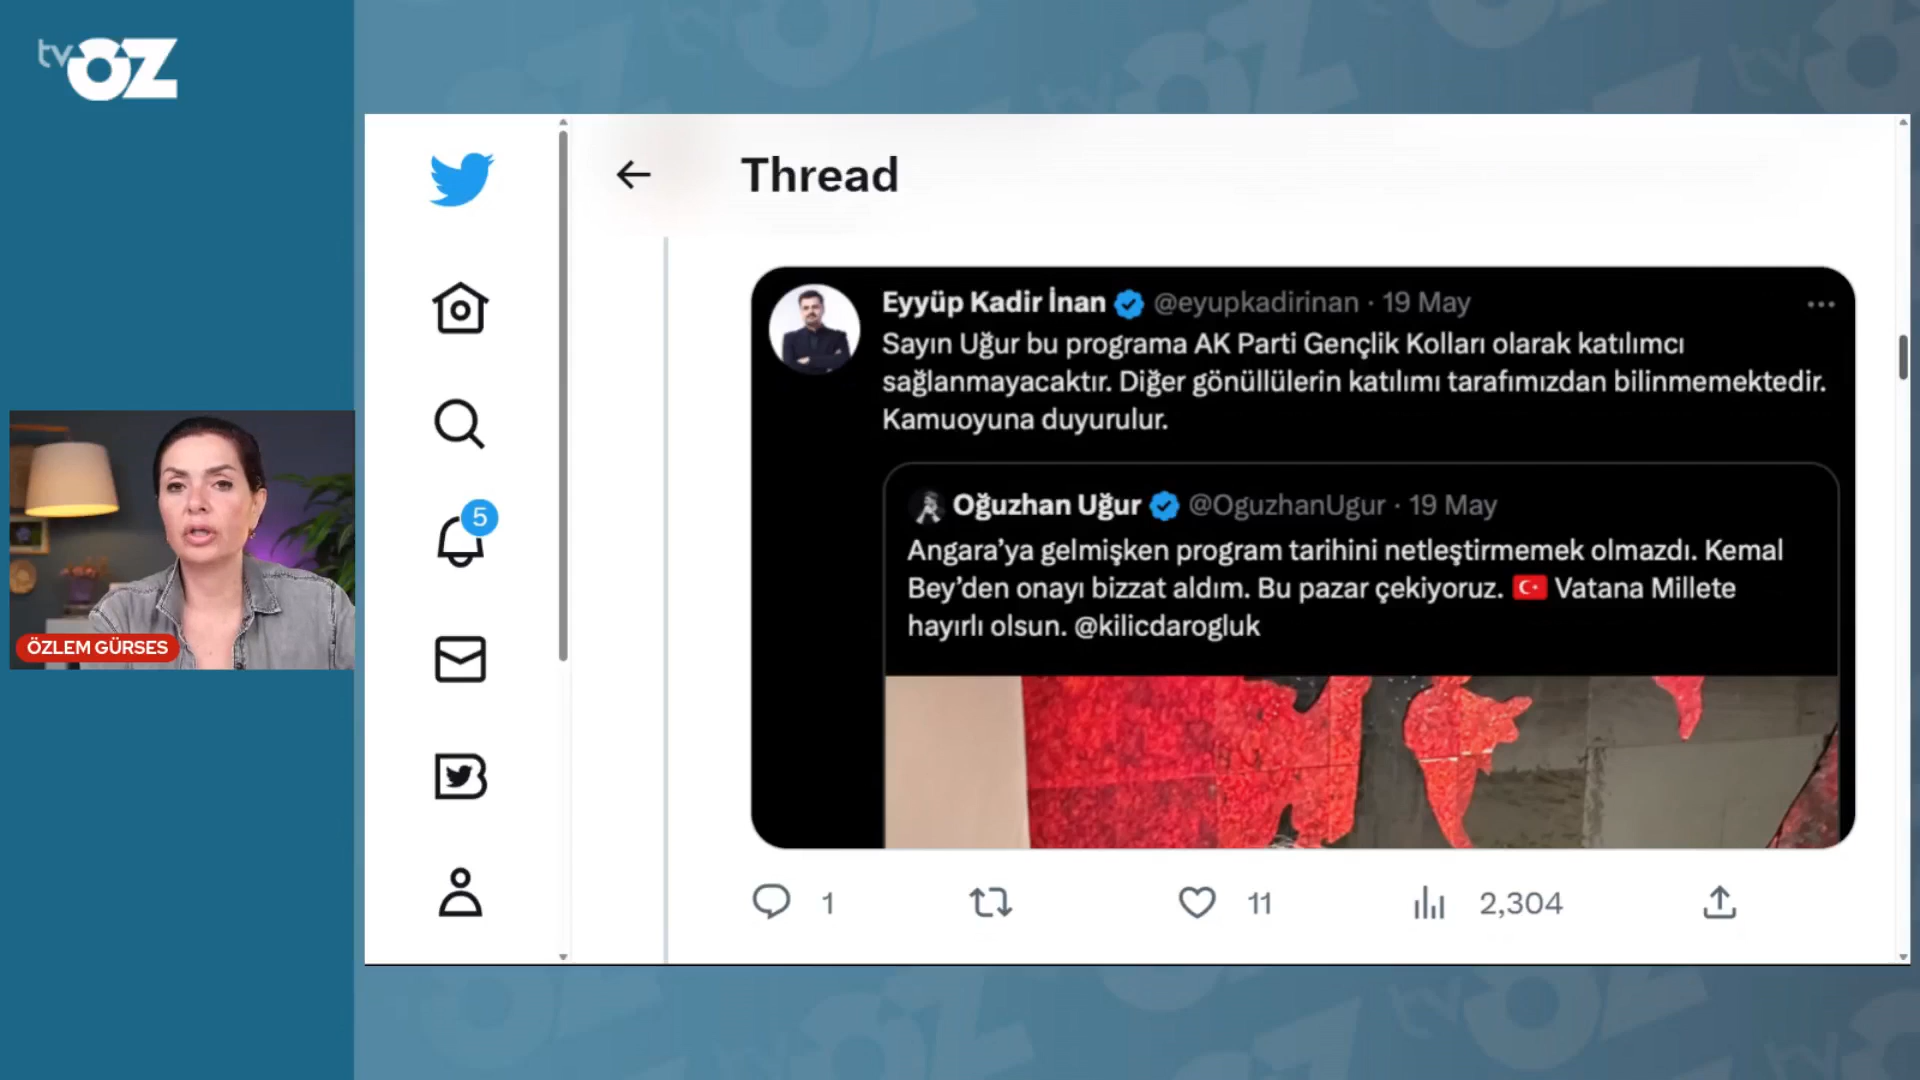 tv ÖZ
Thread
Eyyüp Kadir İnan @eyupkadirinan · 19 May
Sayın Uğur bu programa AK Parti Gençlik Kolları olarak katılımcı
sağlanmayacaktır. Diğer gönüllülerin katılımı tarafımızdan bilinmemektedir.
Kamuoyuna duyurulur.
Oğuzhan Uğur @OguzhanUgur · 19 May
Angara’ya gelmişken program tarihini netleştirmemek olmazdı. Kemal
Bey’den onayı bizzat aldım. Bu pazar çekiyoruz. 🇹🇷 Vatana Millete
hayırlı olsun. @kilicdarogluk
5
ÖZLEM GÜRSES
1
11
2,304